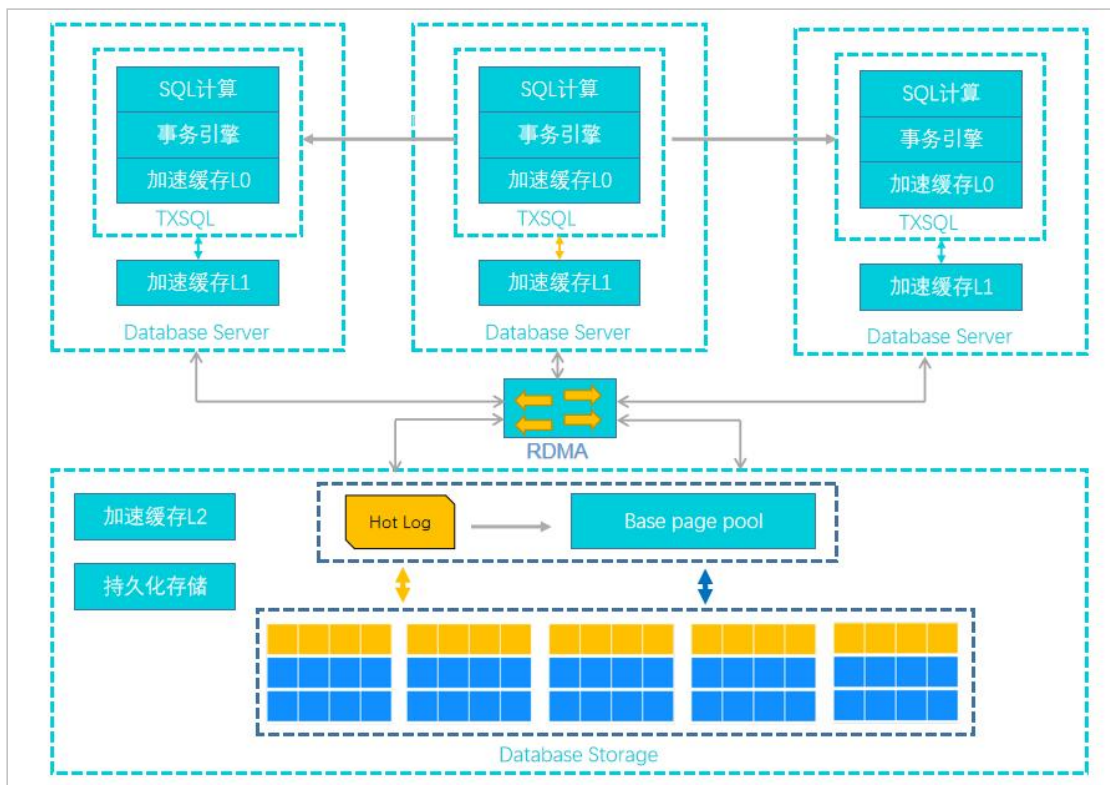 SQL计算
事务引擎
加速缓存L0
TXSQL
加速缓存L1
Database Server
SQL计算
事务引擎
加速缓存L0
TXSQL
加速缓存L1
Database Server
SQL计算
事务引擎
加速缓存L0
TXSQL
加速缓存L1
Database Server
RDMA
加速缓存L2
持久化存储
Hot Log
Base page pool
Database Storage